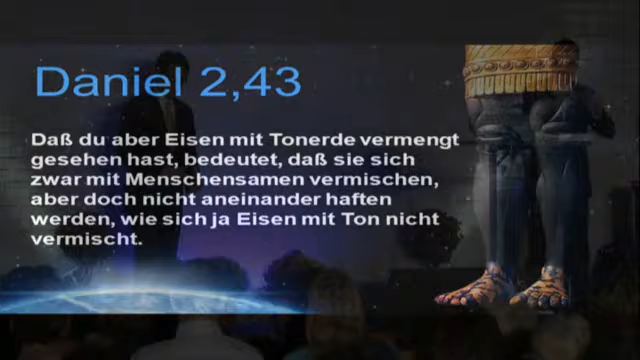 Daniel 2,43
Daß du aber Eisen mit Tonerde vermengt
gesehen hast, bedeutet, daß sie sich
zwar mit Menschensamen vermischen,
aber doch nicht aneinander haften
werden, wie sich ja Eisen mit Ton nicht
vermischt.